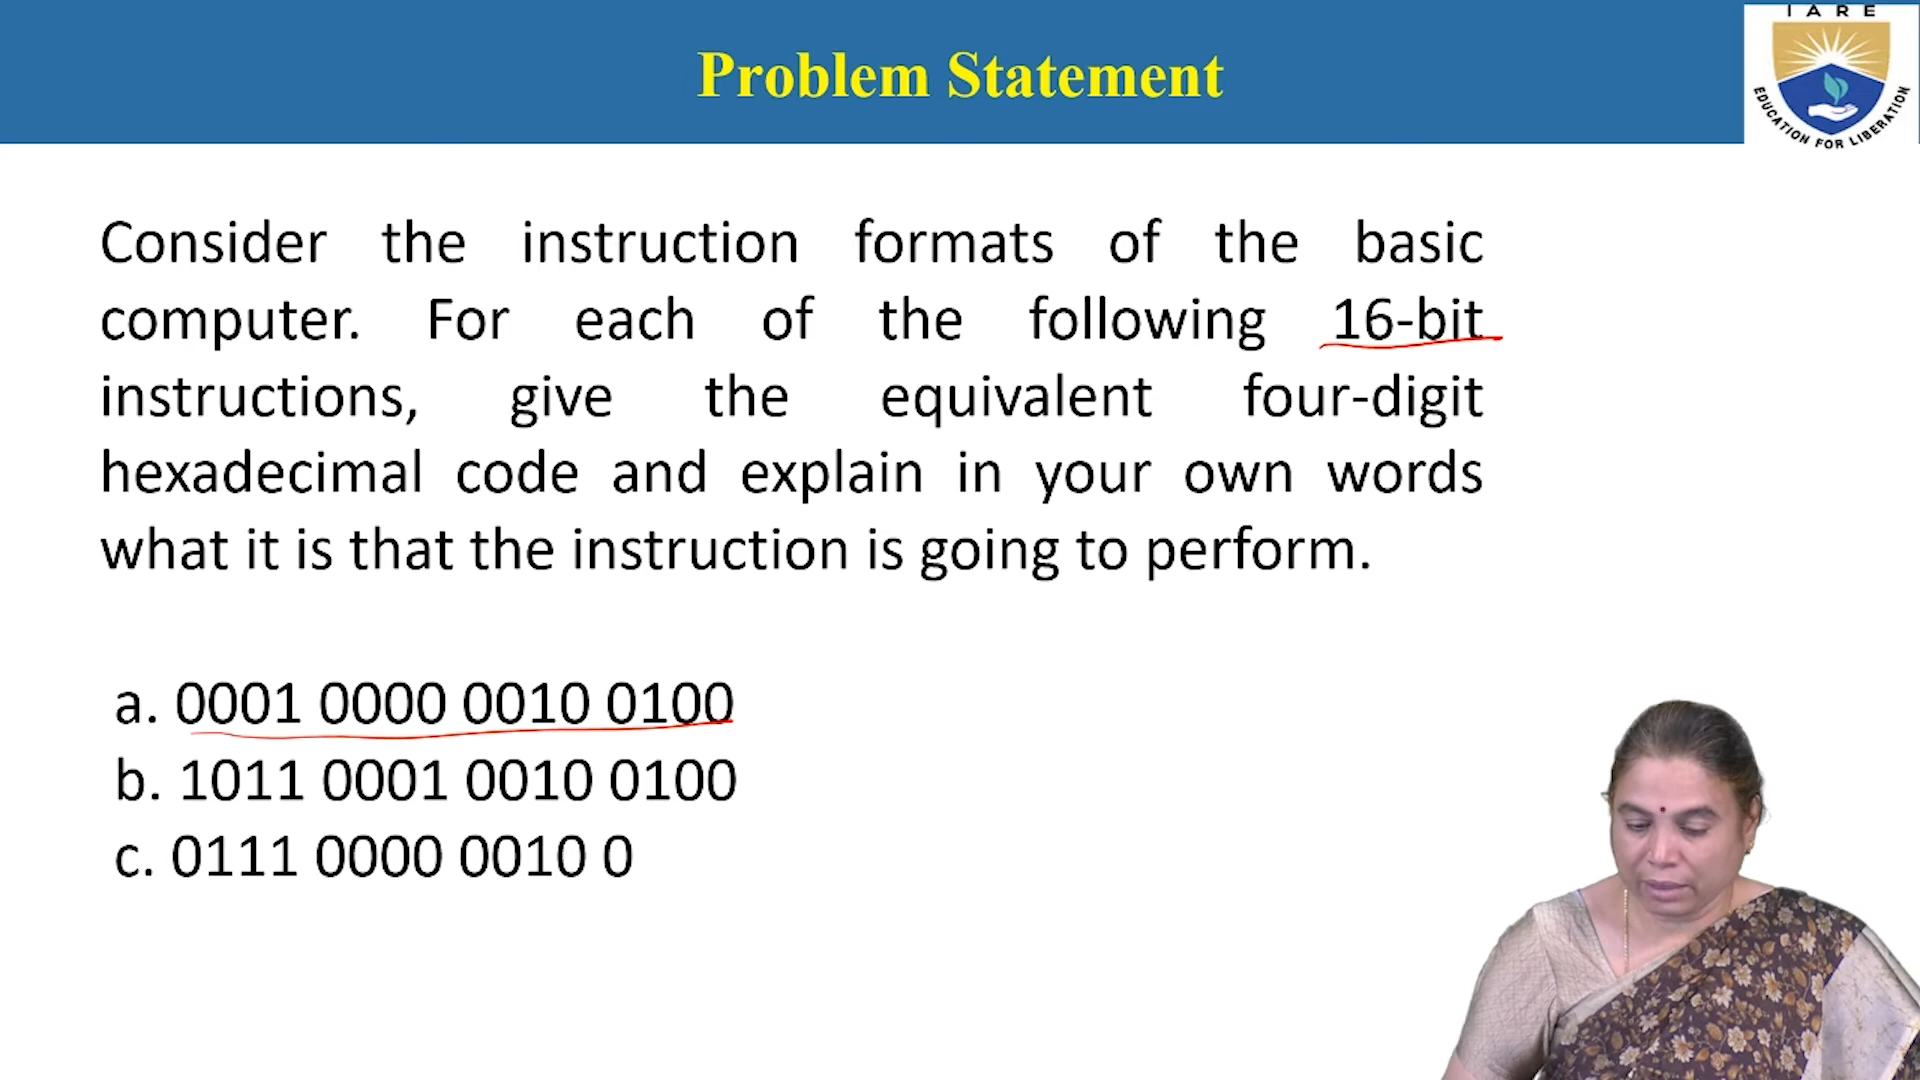 Problem Statement
IARE
EDUCATION FOR LIBERATION
Consider the instruction formats of the basic
computer. For each of the following 16-bit
instructions, give the equivalent four-digit
hexadecimal code and explain in your own words
what it is that the instruction is going to perform.
a. 0001 0000 0010 0100
b. 1011 0001 0010 0100
c. 0111 0000 0010 0